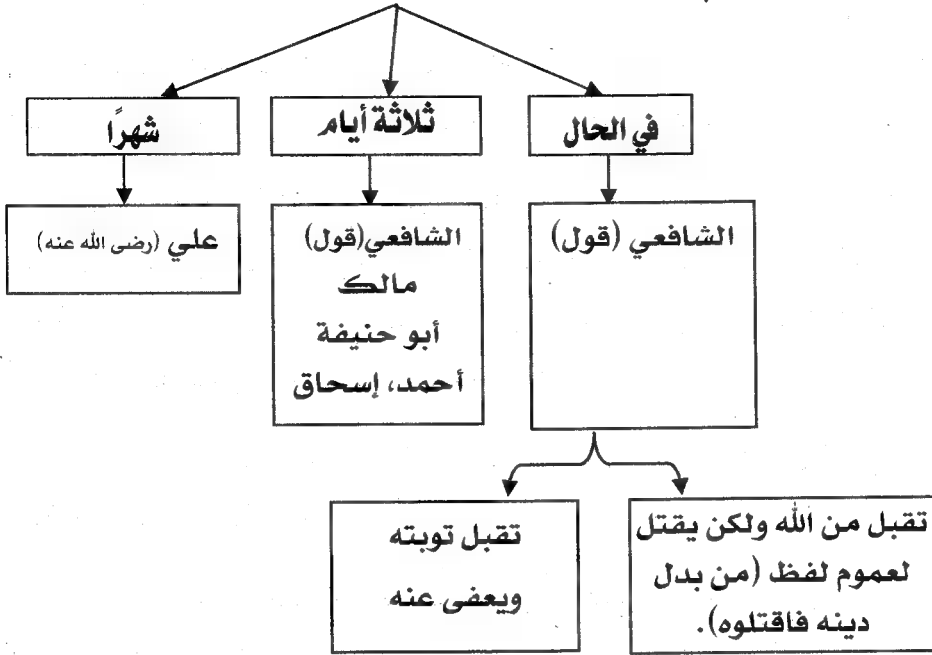 في الحال
ثلاثة أيام
شهرًا
الشافعي (قول)
الشافعي(قول)
مالك
أبو حنيفة
أحمد، إسحاق
علي (رضى الله عنه)
تقبل من الله ولكن يقتل
لعموم لفظ (من بدل
دينه فاقتلوه).
تقبل توبته
ويعفى عنه